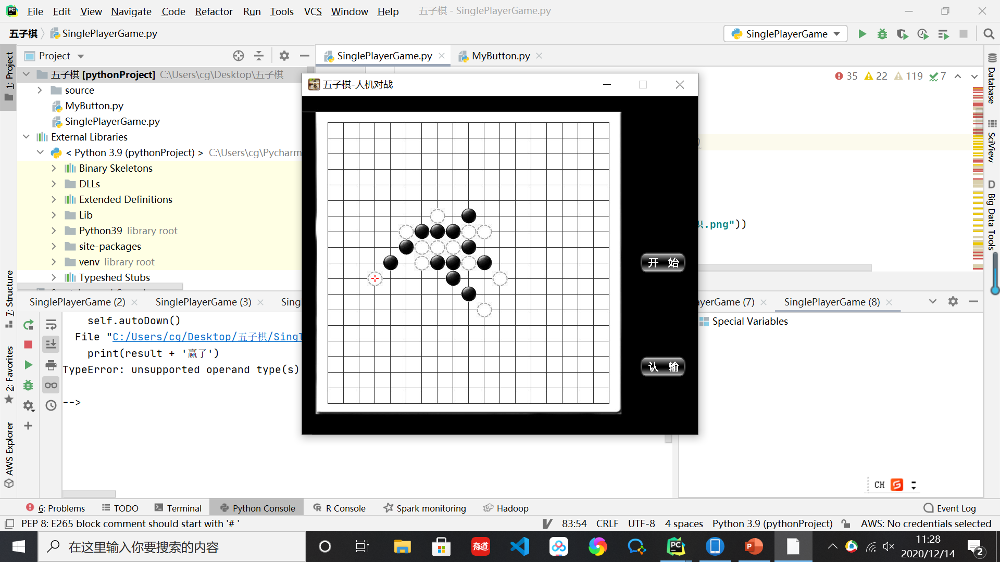 File Edit View Navigate Code Refactor Run Tools VCS Window Help 五子棋 - SinglePlayerGame.py
五子棋 SinglePlayerGame.py SinglePlayerGame
1: Project
Project
SinglePlayerGame.py MyButton.py
五子棋 [pythonProject] C:\Users\cg\Desktop\五子棋
35 22 119 7
五子棋-人机对战
source
MyButton.py
SinglePlayerGame.py
External Libraries
< Python 3.9 (pythonProject) > C:\Users\cg\Pycharm
Binary Skeletons
DLLs
Extended Definitions
Lib
Python39 library root
site-packages
venv library root
Typeshed Stubs
.png"))
开 始
认 输
Database
SciView
Big Data Tools
7: Structure
2: Favorites
AWS Explorer
SinglePlayerGame (2) SinglePlayerGame (3) Sing
ayerGame (7) SinglePlayerGame (8)
self.autoDown()
File "C:/Users/cg/Desktop/五子棋/Singl
print(result + '赢了')
TypeError: unsupported operand type(s)
-->
Special Variables
CH
6: Problems TODO Terminal Python Console R Console Spark monitoring Hadoop Event Log
PEP 8: E265 block comment should start with '# ' 83:54 CRLF UTF-8 4 spaces Python 3.9 (pythonProject) AWS: No credentials selected
在这里输入你要搜索的内容
有道
11:28
2020/12/14
2